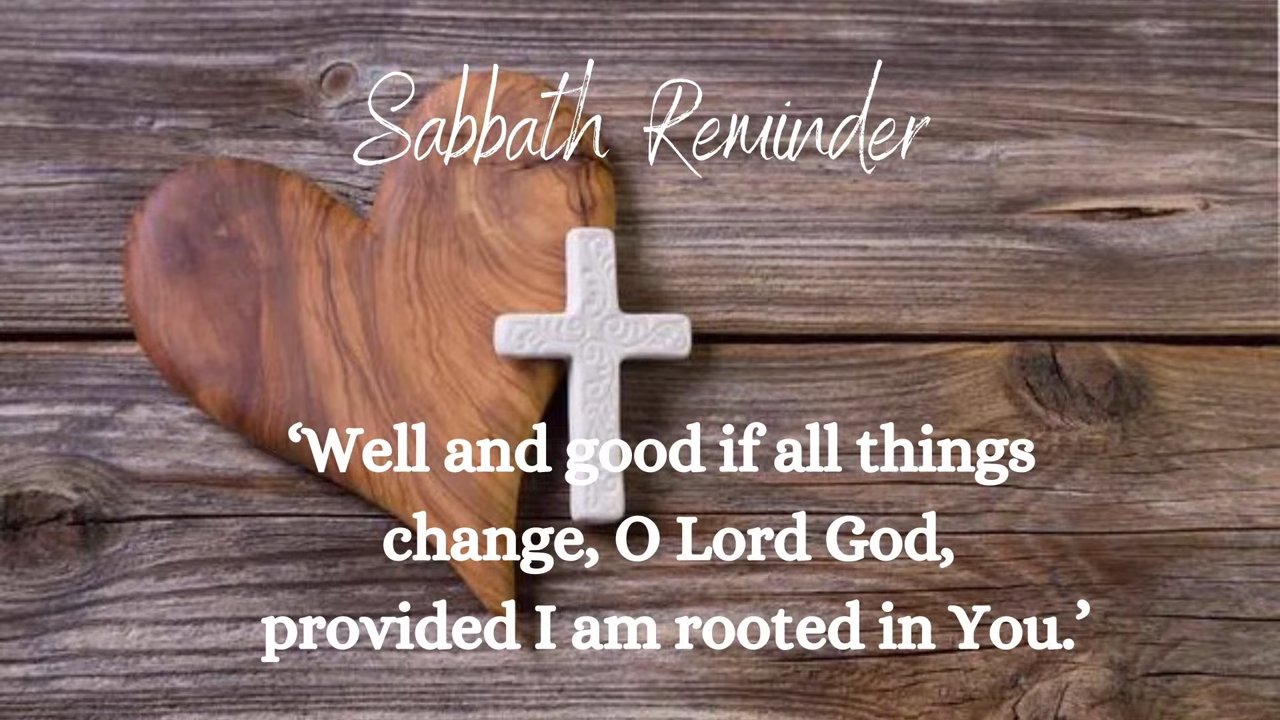 Sabbath Reminder
‘Well and good if all things
change, O Lord God,
provided I am rooted in You.’